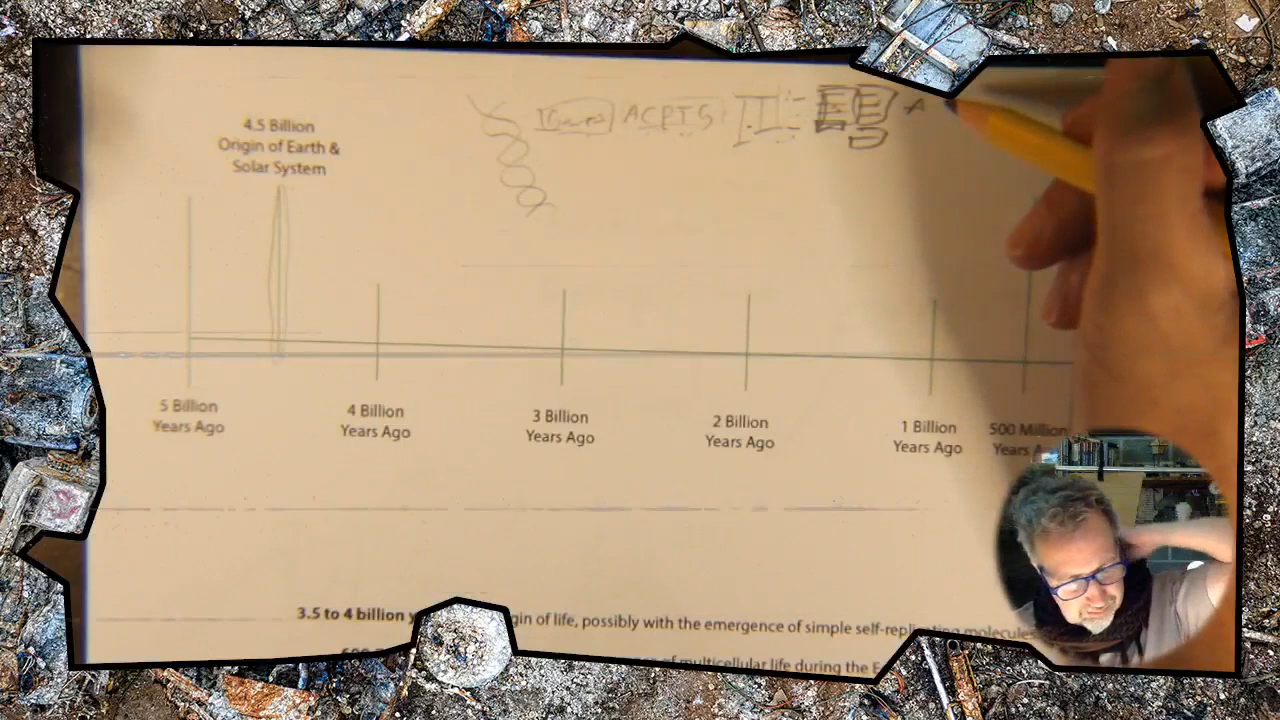 4.5 Billion
Origin of Earth &
Solar System
5 Billion
Years Ago
4 Billion
Years Ago
3 Billion
Years Ago
2 Billion
Years Ago
1 Billion
Years Ago
500 Million
Years
3.5 to 4 billion
of life, possibly with the emergence of simple self-replicating molecules
of multicellular life during the